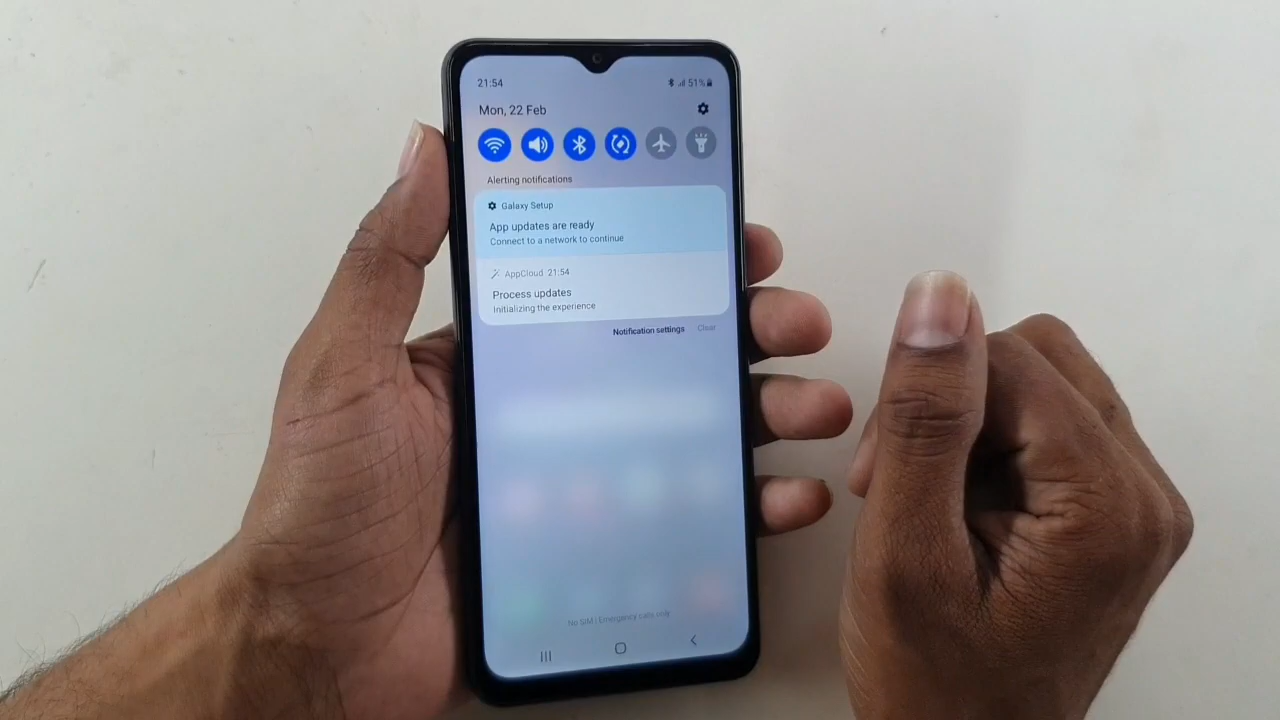 21:54 51%
Mon, 22 Feb
Alerting notifications
Galaxy Setup
App updates are ready
Connect to a network to continue
AppCloud 21:54
Process updates
Initializing the experience
Notification settings Clear
No SIM | Emergency calls only